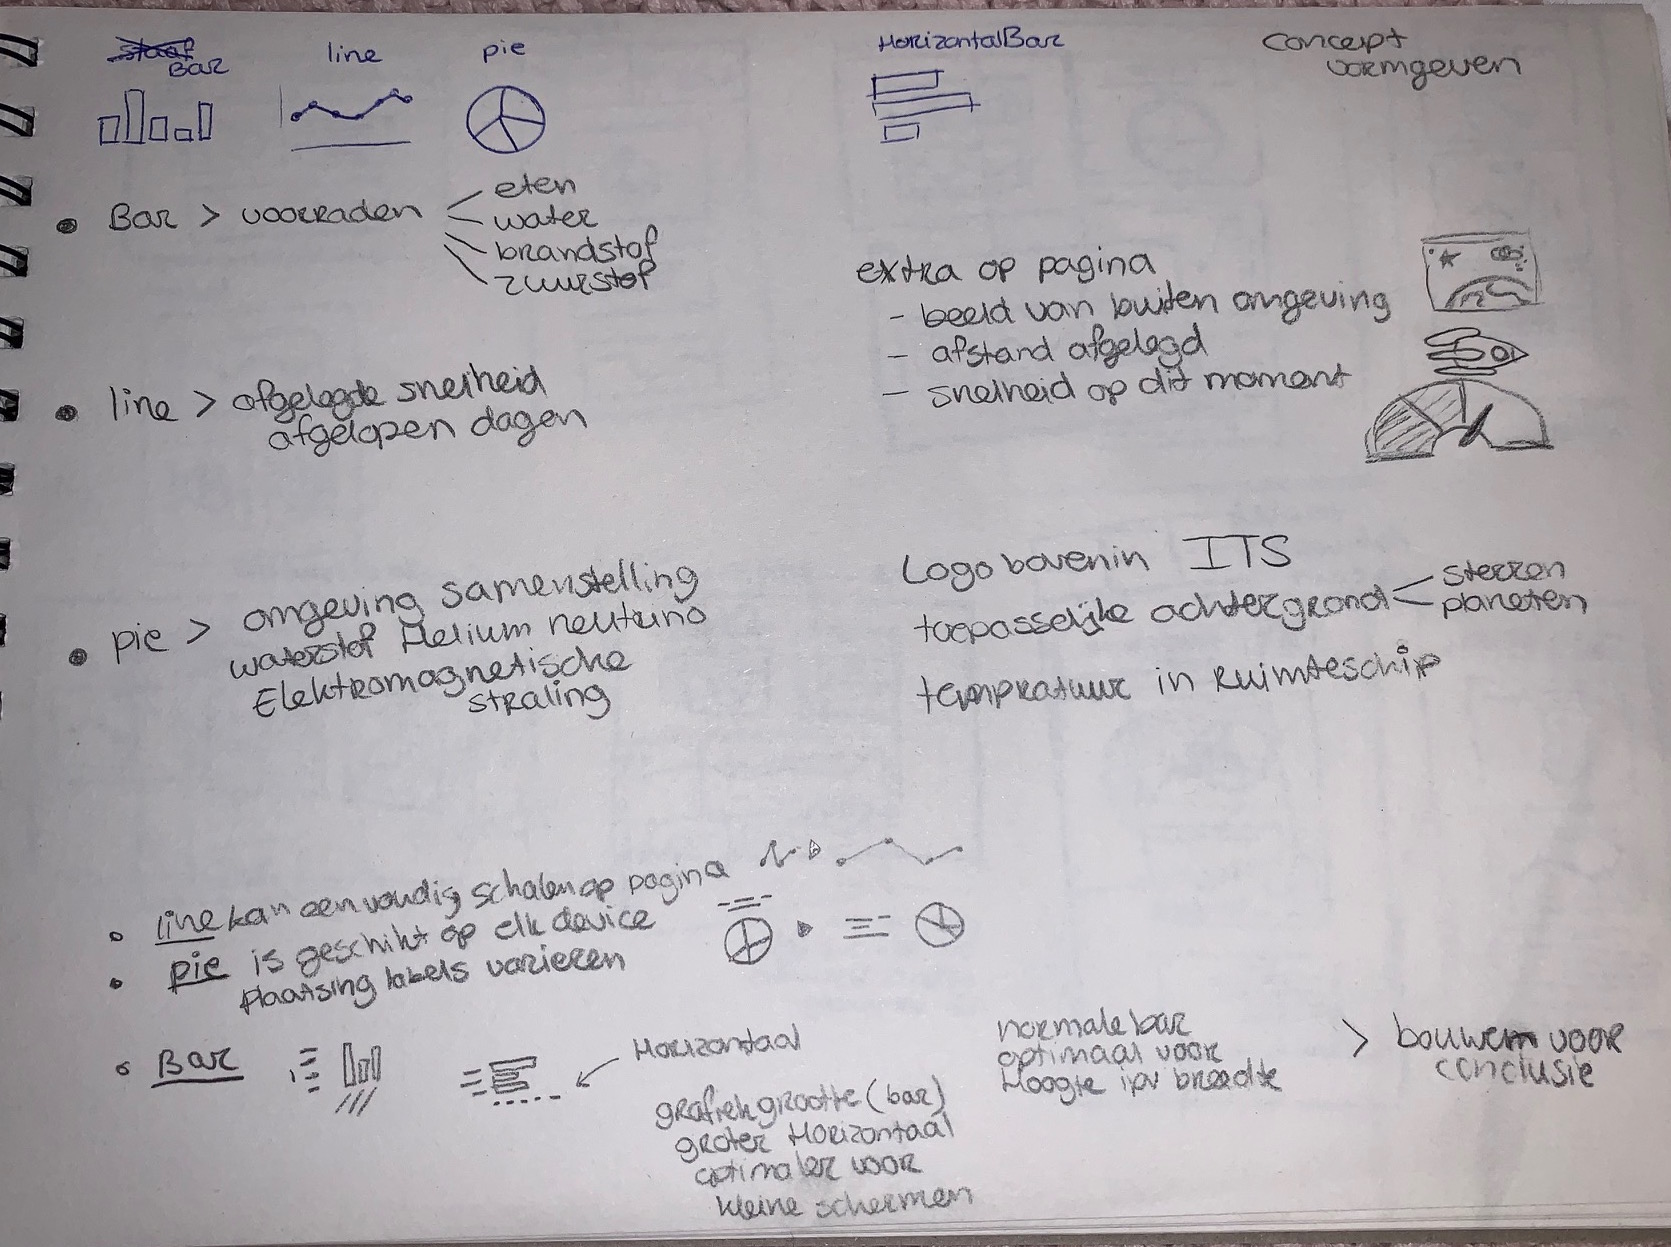 staaf
Bar
line
pie
HorizontalBar
concept
vormgeven
• Bar > voorraden
eten
water
brandstof
zuurstof
• line > afgelegde snelheid
afgelopen dagen
• pie > omgeving samenstelling
waterstof Helium neutrino
Elektromagnetische
straling
extra op pagina
- beeld van buiten omgeving
- afstand afgelegd
- snelheid op dit moment
Logo bovenin ITS
toepasselijke achtergrond
sterren
planeten
tempratuur in ruimteschip
• line kan eenvoudig schalen op pagina
• pie is geschikt op elk device
plaatsing labels varieren
• Bar
Horizontaal
grafiek grootte (bar)
groter Horizontaal
optimaler voor
kleine schermen
normale bar
optimaal voor
Hoogte ipv breedte
> bouwen voor
conclusie